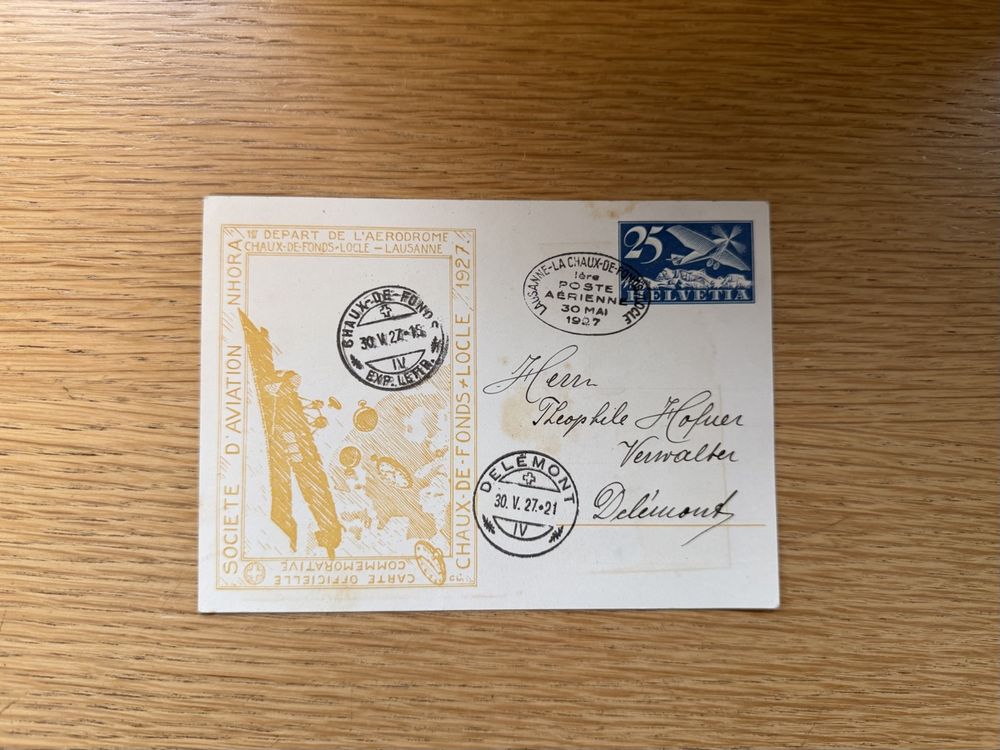 1er DEPART DE L'AERODROME
CHAUX-DE-FONDS+LOCLE — LAUSANNE
SOCIETE D'AVIATION NHORA
CHAUX-DE-FONDS+LOCLE 1927.
CARTE OFFICIELLE
COMMEMORATIVE
CHAUX-DE-FONDS
30.V.27.-16
IV
EXP. LETTR.
LAUSANNE-LA CHAUX-DE-FONDS-LOCLE
1ère
POSTE
AÉRIENNE
30 MAI
1927
25
HELVETIA
Herrn
Théophile Hofner
Verwalter
Delémont
DELÉMONT
30.V.27.-21
IV